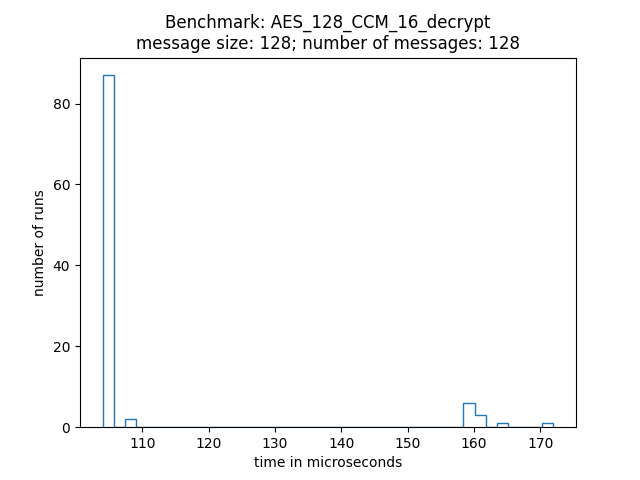 Benchmark: AES_128_CCM_16_decrypt
message size: 128; number of messages: 128
80
60
40
20
0
number of runs
110 120 130 140 150 160 170
time in microseconds